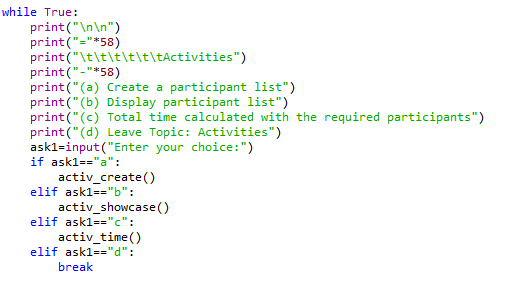 while True:
    print("\n\n")
    print("="*58)
    print("\t\t\t\t\t\tActivities")
    print("-"*58)
    print("(a) Create a participant list")
    print("(b) Display participant list")
    print("(c) Total time calculated with the required participants")
    print("(d) Leave Topic: Activities")
    ask1=input("Enter your choice:")
    if ask1=="a":
        activ_create()
    elif ask1=="b":
        activ_showcase()
    elif ask1=="c":
        activ_time()
    elif ask1=="d":
        break